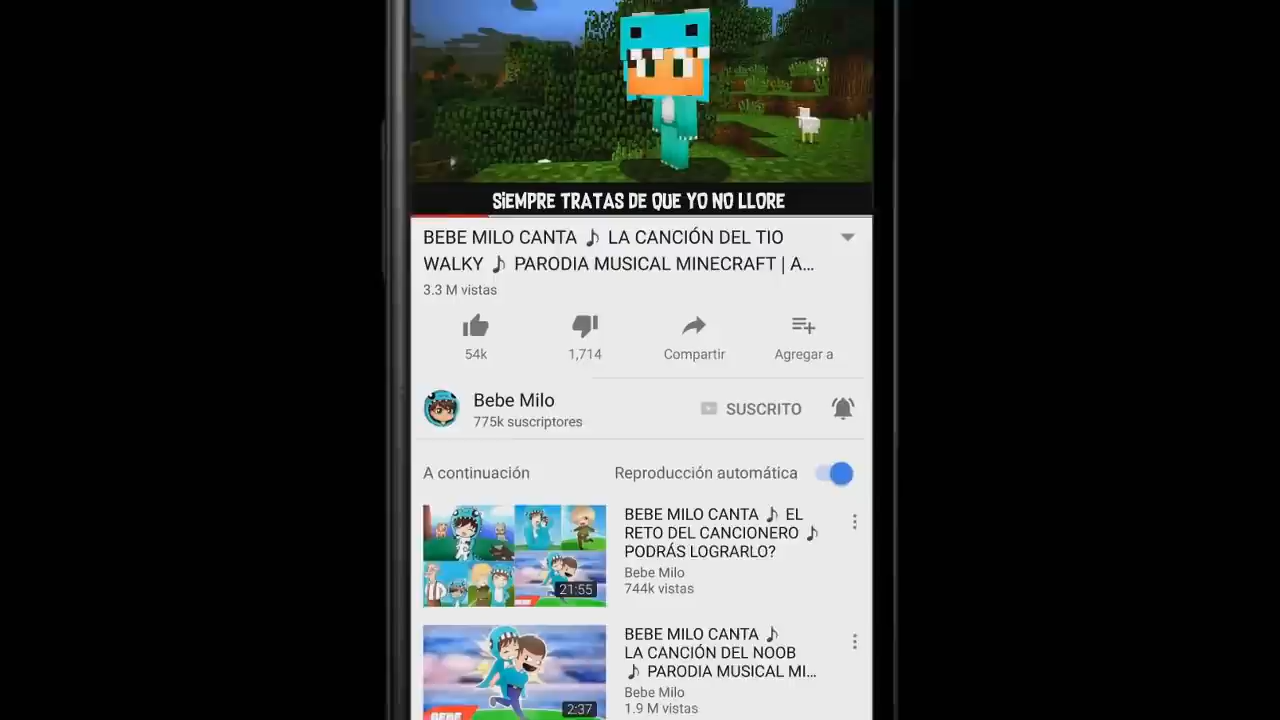 SIEMPRE TRATAS DE QUE YO NO LLORE
BEBE MILO CANTA ♪ LA CANCIÓN DEL TIO
WALKY ♪ PARODIA MUSICAL MINECRAFT | A...
3.3 M vistas
54k
1,714
Compartir
Agregar a
Bebe Milo
SUSCRITO
775k suscriptores
A continuación
Reproducción automática
BEBE MILO CANTA ♪ EL
RETO DEL CANCIONERO ♪
PODRÁS LOGRARLO?
Bebe Milo
744k vistas
21:55
BEBE MILO CANTA ♪
LA CANCIÓN DEL NOOB
♪ PARODIA MUSICAL MI...
Bebe Milo
1.9 M vistas
2:37